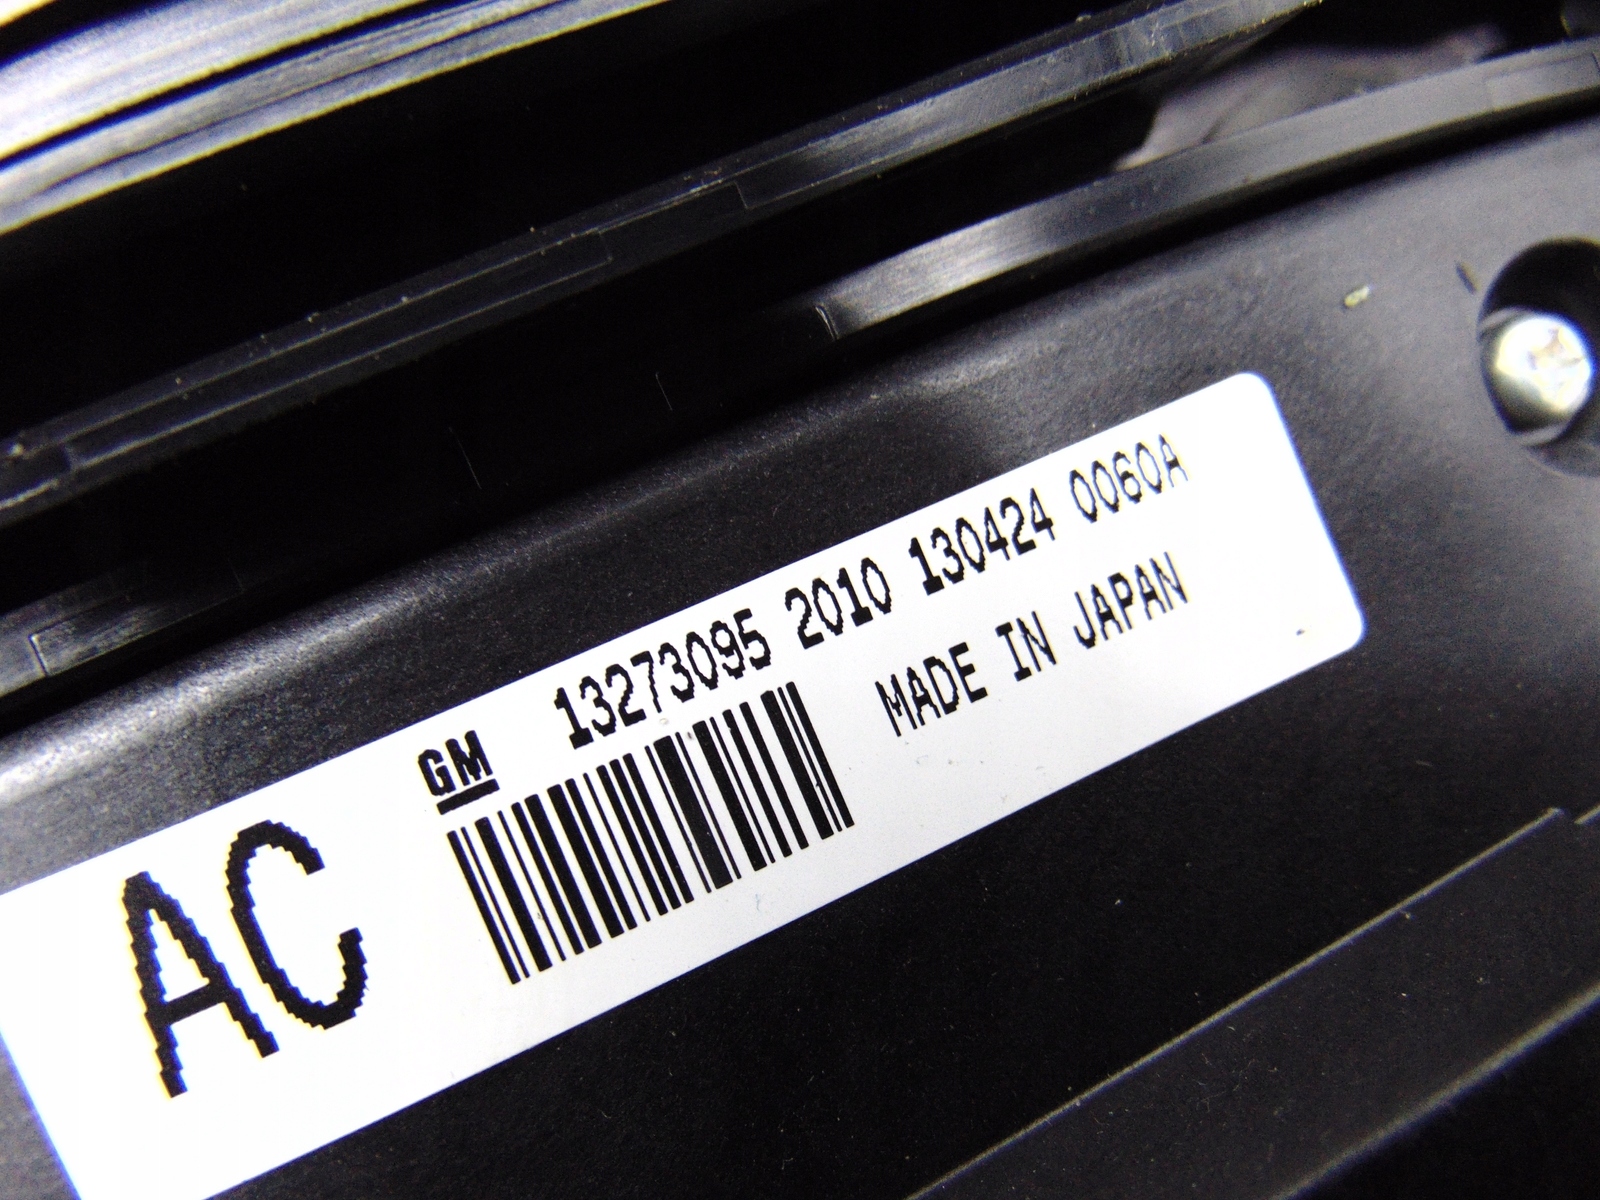 13273095 2010 130424 0060A
GM
MADE IN JAPAN
AC